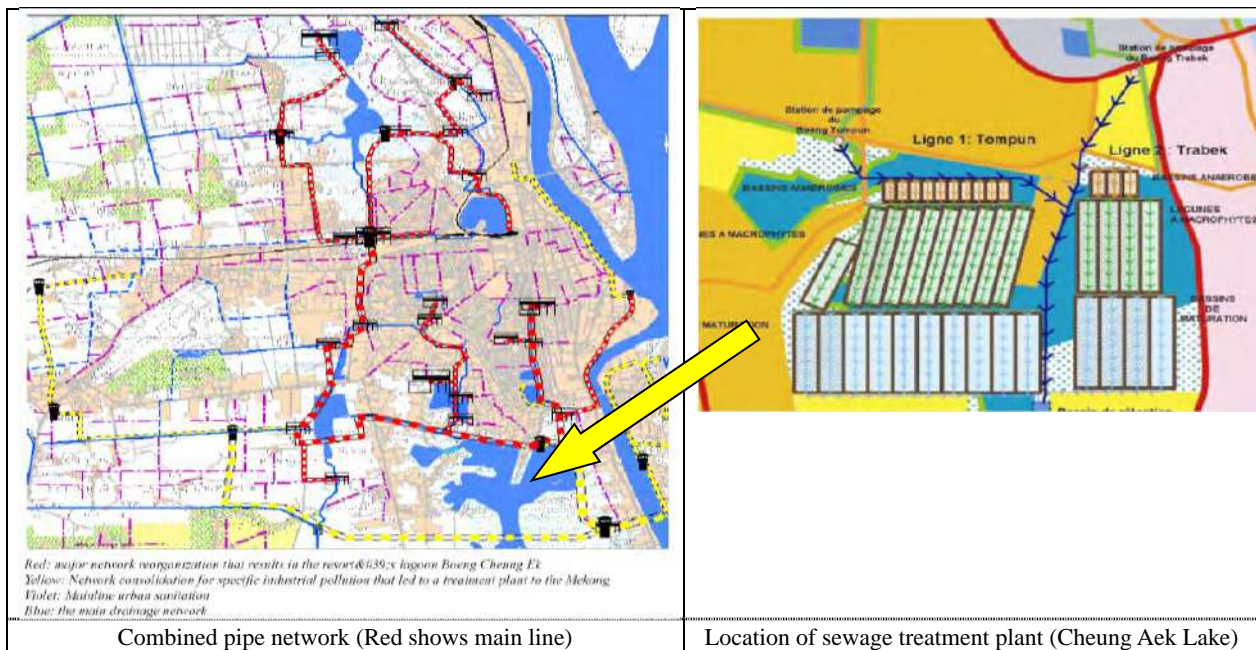 Red: major network reorganization that results in the resort&#39;s lagoon Boeng Cheung Ek
Yellow: Network consolidation for specific industrial pollution that led to a treatment plant to the Mekong
Violet: Mainline urban sanitation
Blue: the main drainage network
Combined pipe network (Red shows main line)
Station de pompage
du Boeng Trabek
Station de pompage
du
Boeng Tompun
Ligne 1: Tompun
Ligne 2 : Trabek
BASSINS ANAEROBIES
BASSINS ANAEROBIE
LAGUNES
A MACROPHYTES
NES A MACROPHYTES
BASSINS
DE
MATURATION
MATURATION
Location of sewage treatment plant (Cheung Aek Lake)